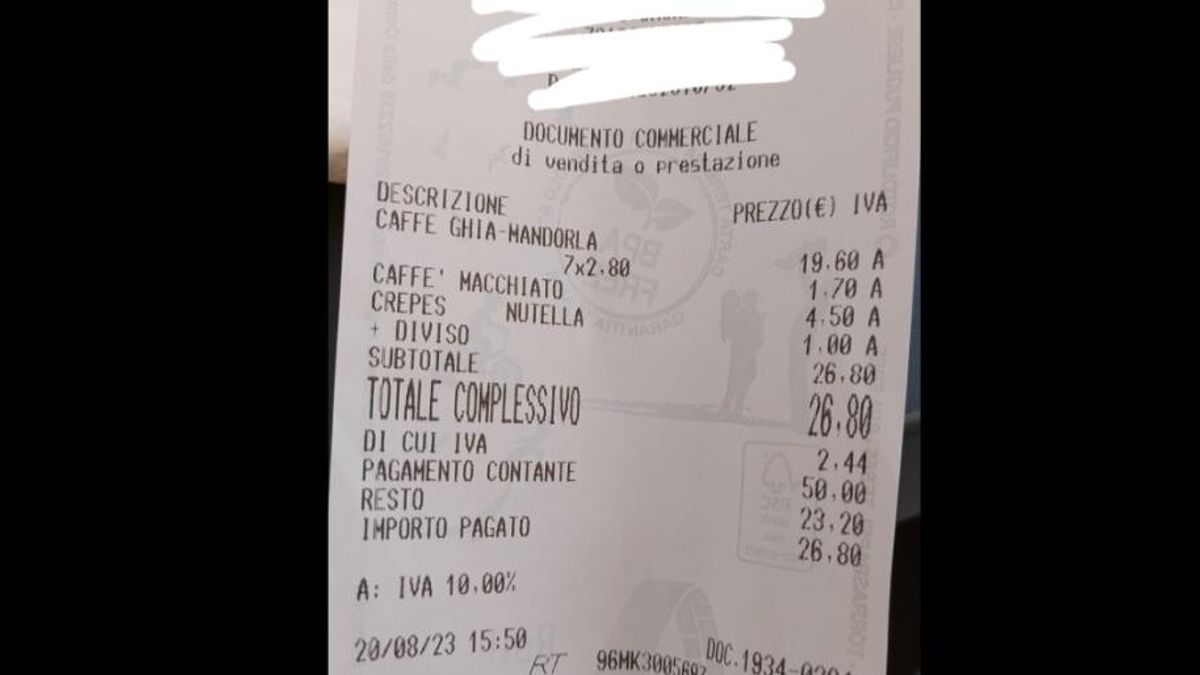 DOCUMENTO COMMERCIALE
di vendita o prestazione
DESCRIZIONE PREZZO(€) IVA
CAFFE GHIA-MANDORLA
7x2.80 19.60 A
CAFFE' MACCHIATO 1.70 A
CREPES NUTELLA 4.50 A
+ DIVISO 1.00 A
SUBTOTALE 26.80
TOTALE COMPLESSIVO 26,80
DI CUI IVA 2.44
PAGAMENTO CONTANTE 50.00
RESTO 23.20
IMPORTO PAGATO 26.80
A: IVA 10.00%
20/08/23 15:50
RT